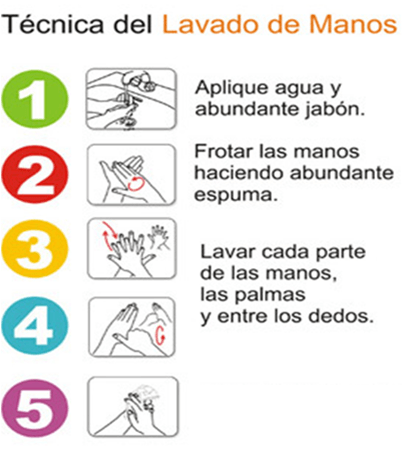 Técnica del Lavado de Manos
1
Aplique agua y
abundante jabón.
2
Frotar las manos
haciendo abundante
espuma.
3
Lavar cada parte
de las manos,
las palmas
y entre los dedos.
4
5